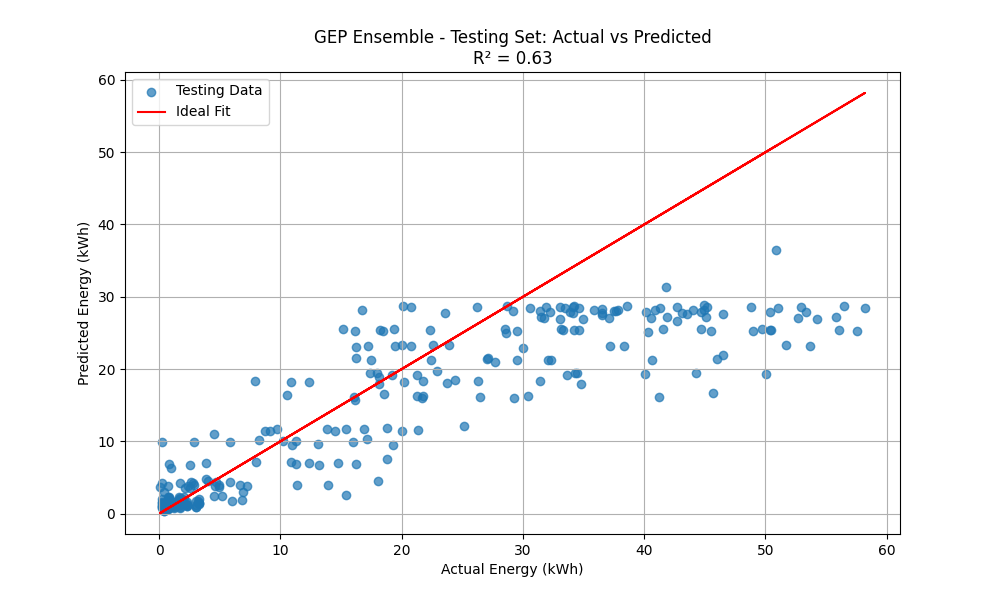 GEP Ensemble - Testing Set: Actual vs Predicted
R² = 0.63
Testing Data
Ideal Fit
60
50
40
30
20
10
0
Predicted Energy (kWh)
0 10 20 30 40 50 60
Actual Energy (kWh)